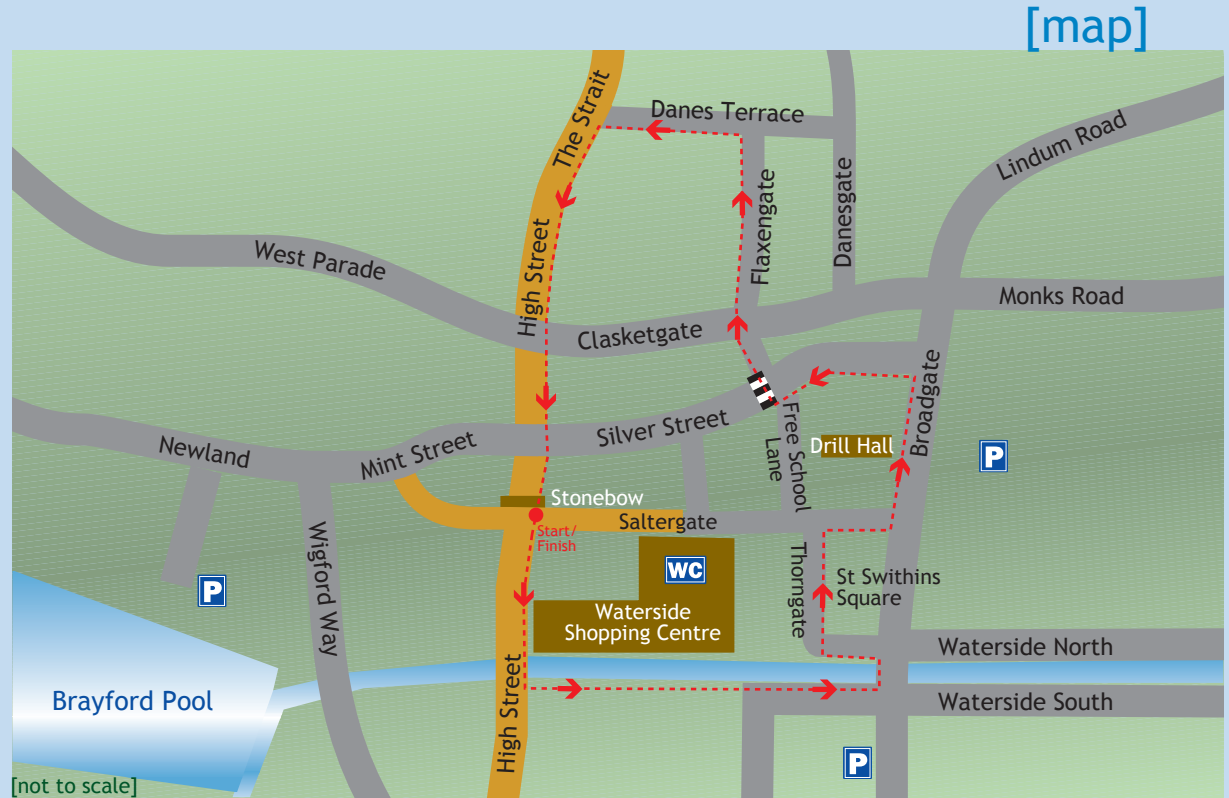 [map]
The Strait
Danes Terrace
Lindum Road
Flaxengate
Danesgate
West Parade
High Street
Monks Road
Clasketgate
Broadgate
Silver Street
Free School
Lane
Drill Hall
P
Newland
Mint Street
Stonebow
Start/
Finish
Saltergate
Wigford Way
WC
Thorngate
St Swithins
Square
P
Waterside
Shopping Centre
Waterside North
Brayford Pool
High Street
Waterside South
P
[not to scale]